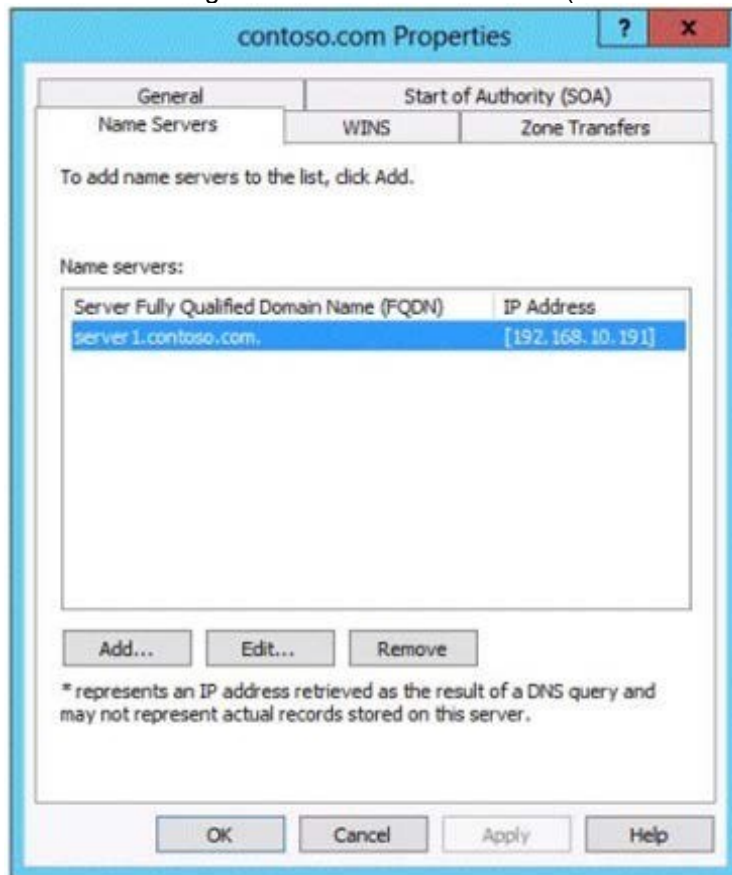 contoso.com Properties
? x
General Start of Authority (SOA)
Name Servers WINS Zone Transfers
To add name servers to the list, click Add.
Name servers:
Server Fully Qualified Domain Name (FQDN) IP Address
server1.contoso.com. [192.168.10.191]
Add... Edit... Remove
* represents an IP address retrieved as the result of a DNS query and
may not represent actual records stored on this server.
OK Cancel Apply Help